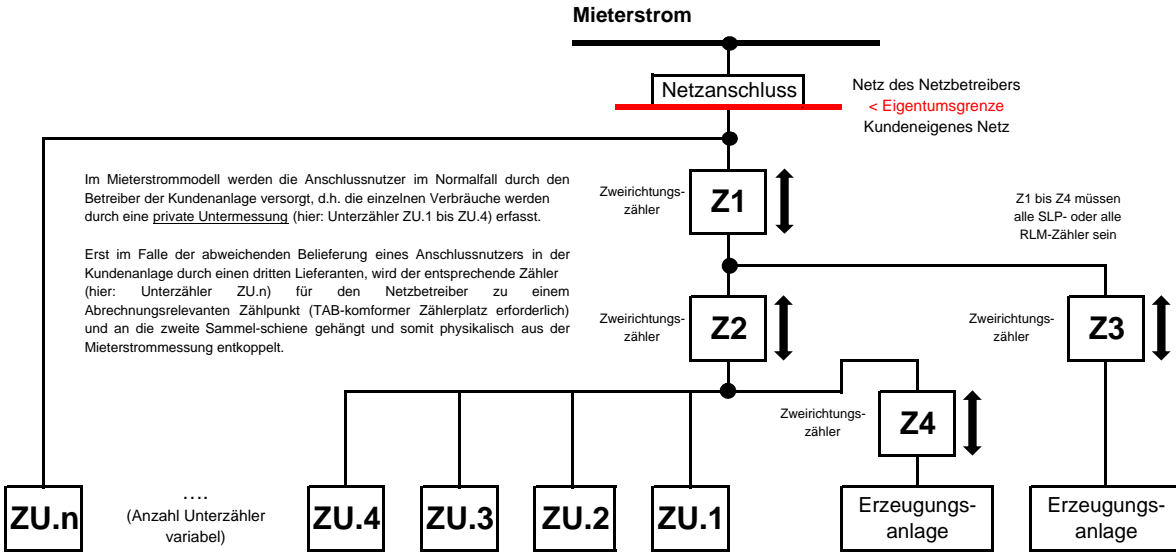 Mieterstrom
Netzanschluss
Netz des Netzbetreibers
< Eigentumsgrenze
Kundeneigenes Netz
Im Mieterstrommodell werden die Anschlussnutzer im Normalfall durch den
Betreiber der Kundenanlage versorgt, d.h. die einzelnen Verbräuche werden
durch eine private Untermessung (hier: Unterzähler ZU.1 bis ZU.4) erfasst.
Erst im Falle der abweichenden Belieferung eines Anschlussnutzers in der
Kundenanlage durch einen dritten Lieferanten, wird der entsprechende Zähler
(hier: Unterzähler ZU.n) für den Netzbetreiber zu einem
Abrechnungsrelevanten Zählpunkt (TAB-komformer Zählerplatz erforderlich)
und an die zweite Sammel-schiene gehängt und somit physikalisch aus der
Mieterstrommessung entkoppelt.
Zweirichtungs-
zähler
Z1
Z1 bis Z4 müssen
alle SLP- oder alle
RLM-Zähler sein
Zweirichtungs-
zähler
Z2
Zweirichtungs-
zähler
Z3
Zweirichtungs-
zähler
Z4
ZU.n
....
(Anzahl Unterzähler
variabel)
ZU.4
ZU.3
ZU.2
ZU.1
Erzeugungs-
anlage
Erzeugungs-
anlage